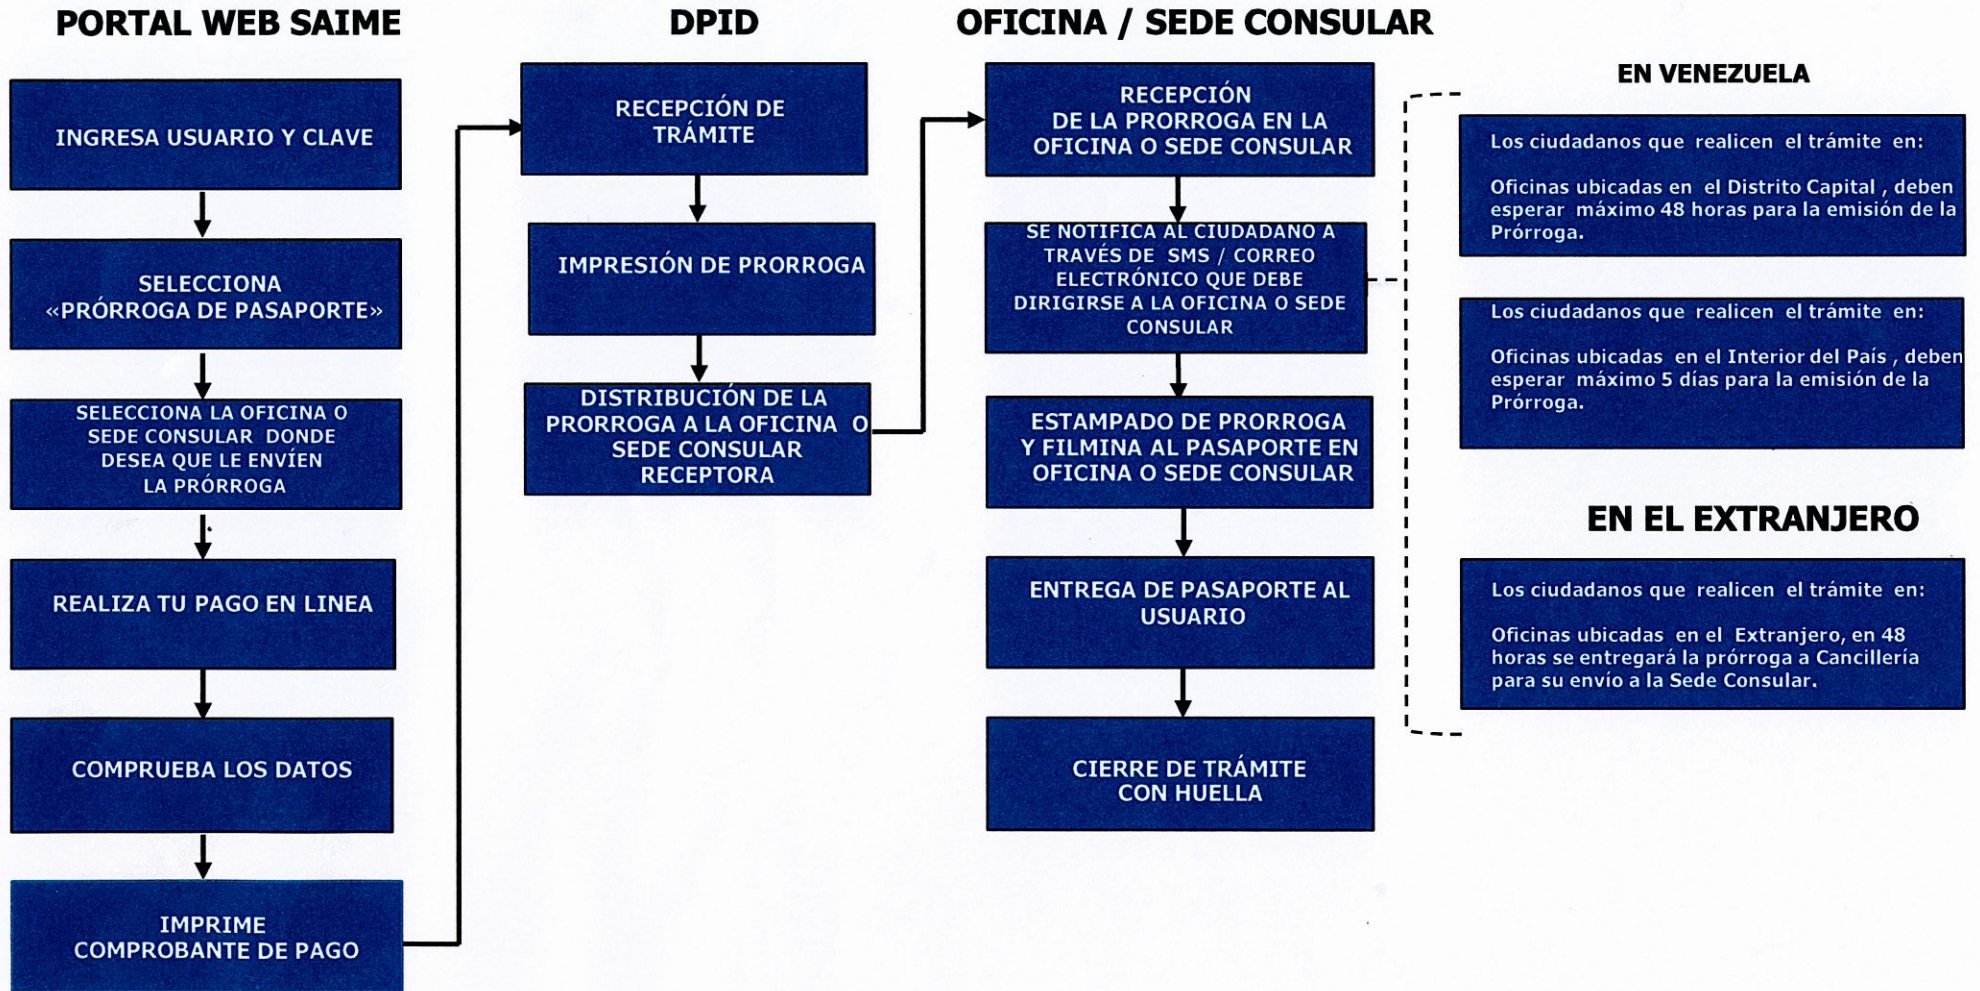 PORTAL WEB SAIME
INGRESA USUARIO Y CLAVE
SELECCIONA
«PRÓRROGA DE PASAPORTE»
SELECCIONA LA OFICINA O
SEDE CONSULAR DONDE
DESEA QUE LE ENVÍEN
LA PRÓRROGA
REALIZA TU PAGO EN LINEA
COMPRUEBA LOS DATOS
IMPRIME
COMPROBANTE DE PAGO
DPID
RECEPCIÓN DE
TRÁMITE
IMPRESIÓN DE PRORROGA
DISTRIBUCIÓN DE LA
PRORROGA A LA OFICINA O
SEDE CONSULAR
RECEPTORA
OFICINA / SEDE CONSULAR
RECEPCIÓN
DE LA PRORROGA EN LA
OFICINA O SEDE CONSULAR
SE NOTIFICA AL CIUDADANO A
TRAVÉS DE SMS / CORREO
ELECTRÓNICO QUE DEBE
DIRIGIRSE A LA OFICINA O SEDE
CONSULAR
ESTAMPADO DE PRORROGA
Y FILMINA AL PASAPORTE EN
OFICINA O SEDE CONSULAR
ENTREGA DE PASAPORTE AL
USUARIO
CIERRE DE TRÁMITE
CON HUELLA
EN VENEZUELA
Los ciudadanos que realicen el trámite en:
Oficinas ubicadas en el Distrito Capital , deben
esperar máximo 48 horas para la emisión de la
Prórroga.
Los ciudadanos que realicen el trámite en:
Oficinas ubicadas en el Interior del País , deben
esperar máximo 5 días para la emisión de la
Prórroga.
EN EL EXTRANJERO
Los ciudadanos que realicen el trámite en:
Oficinas ubicadas en el Extranjero, en 48
horas se entregará la prórroga a Cancillería
para su envío a la Sede Consular.